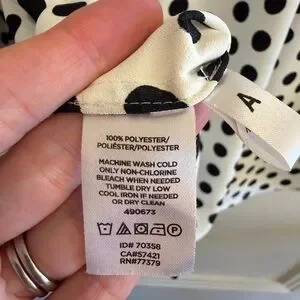 A
100% POLYESTER/
POLIÉSTER/POLYESTER
MACHINE WASH COLD
ONLY NON-CHLORINE
BLEACH WHEN NEEDED
TUMBLE DRY LOW
COOL IRON IF NEEDED
OR DRY CLEAN
490673
ID# 70358
CA#57421
RN#77379